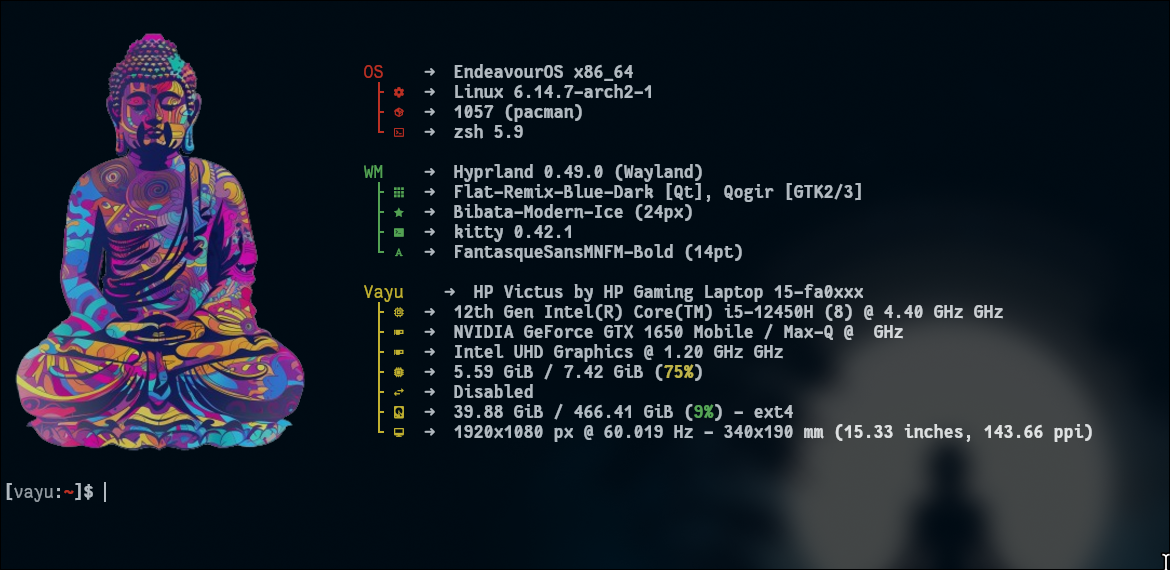 OS → EndeavourOS x86_64
→ Linux 6.14.7-arch2-1
→ 1057 (pacman)
→ zsh 5.9
WM → Hyprland 0.49.0 (Wayland)
→ Flat-Remix-Blue-Dark [Qt], Qogir [GTK2/3]
→ Bibata-Modern-Ice (24px)
→ kitty 0.42.1
→ FantasqueSansMNFM-Bold (14pt)
Vayu → HP Victus by HP Gaming Laptop 15-fa0xxx
→ 12th Gen Intel(R) Core(TM) i5-12450H (8) @ 4.40 GHz GHz
→ NVIDIA GeForce GTX 1650 Mobile / Max-Q @  GHz
→ Intel UHD Graphics @ 1.20 GHz GHz
→ 5.59 GiB / 7.42 GiB (75%)
→ Disabled
→ 39.88 GiB / 466.41 GiB (9%) - ext4
→ 1920x1080 px @ 60.019 Hz - 340x190 mm (15.33 inches, 143.66 ppi)
[vayu:~]$